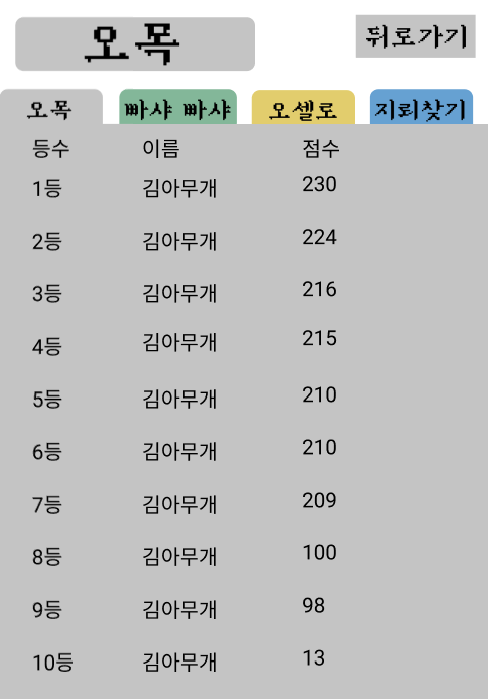 오목
뒤로가기
오목 빠샤 빠샤 오셀로 지뢰찾기
등수 이름 점수
1등 김아무개 230
2등 김아무개 224
3등 김아무개 216
4등 김아무개 215
5등 김아무개 210
6등 김아무개 210
7등 김아무개 209
8등 김아무개 100
9등 김아무개 98
10등 김아무개 13